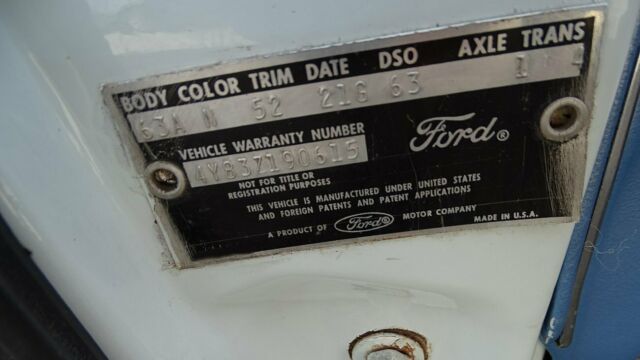 BODY COLOR TRIM DATE DSO AXLE TRANS
63A 52 21G 63 1 4
VEHICLE WARRANTY NUMBER
4Y83Z190615
Ford®
NOT FOR TITLE OR
REGISTRATION PURPOSES
THIS VEHICLE IS MANUFACTURED UNDER UNITED STATES
AND FOREIGN PATENTS AND PATENT APPLICATIONS
A PRODUCT OF Ford® MOTOR COMPANY
MADE IN U.S.A.